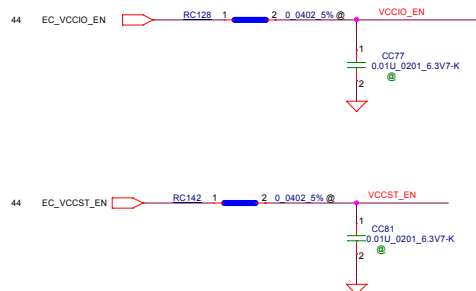 44 EC_VCCIO_EN RC128 1 2 0_0402_5% @ VCCIO_EN
1
CC77
0.01U_0201_6.3V7-K
@
2
44 EC_VCCST_EN RC142 1 2 0_0402_5% @ VCCST_EN
1
CC81
0.01U_0201_6.3V7-K
@
2